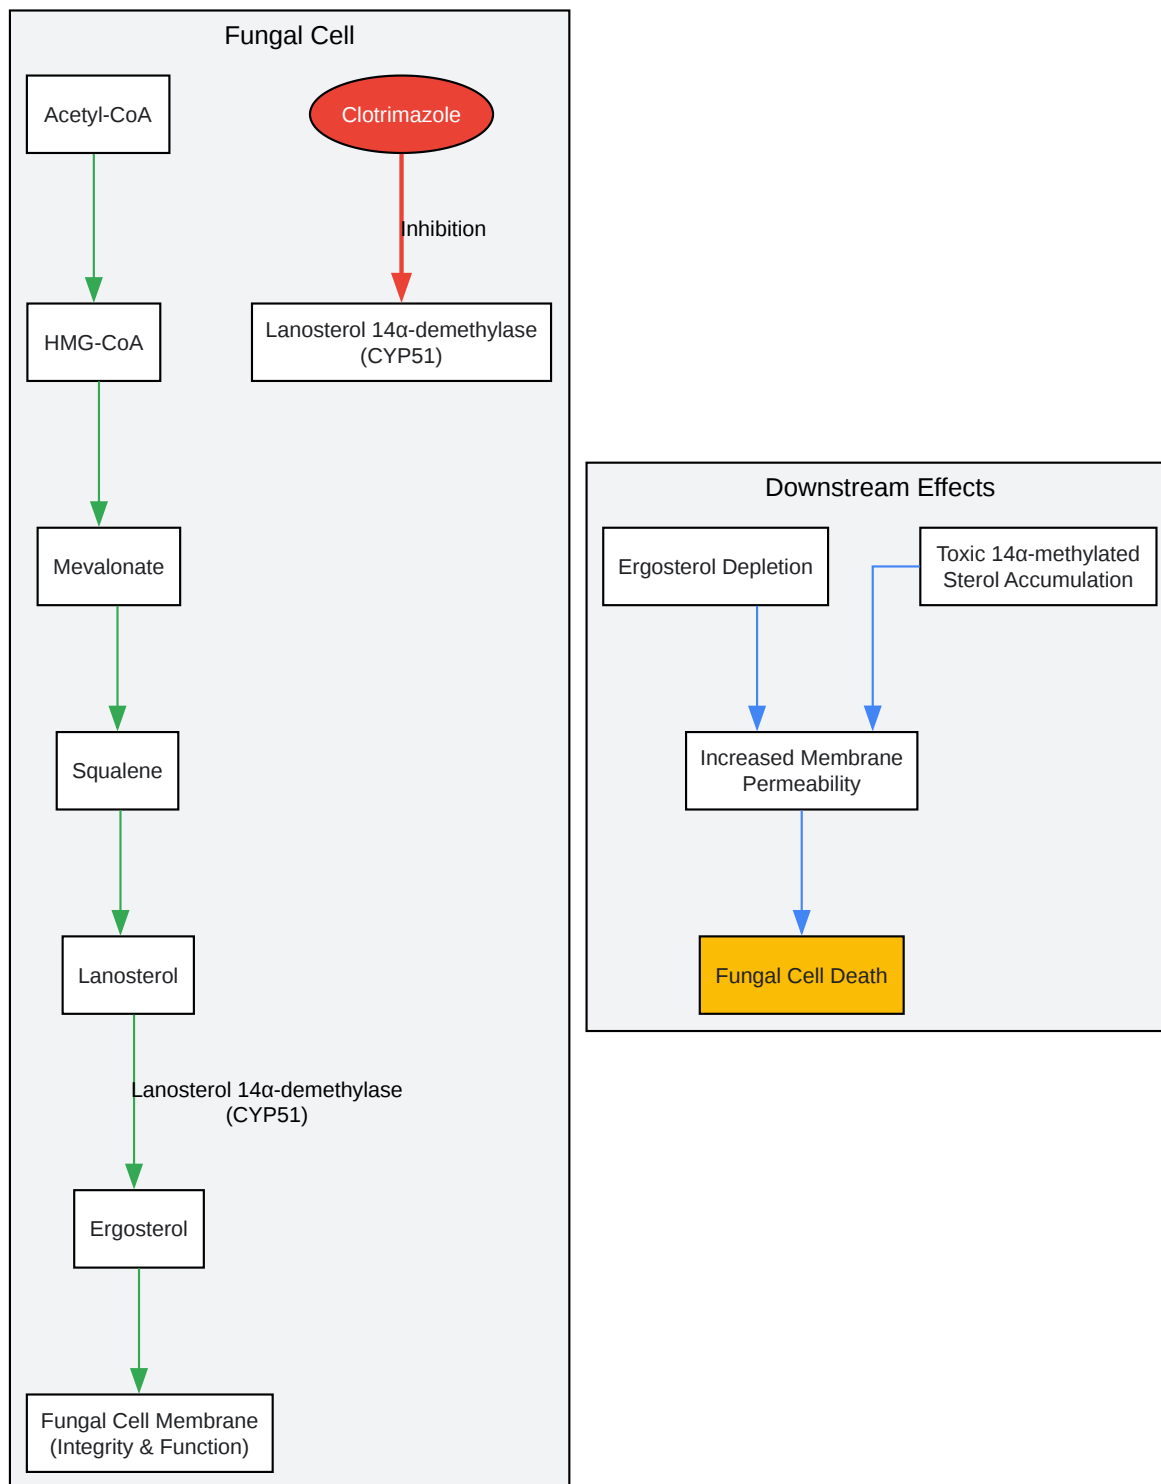 Fungal Cell
Acetyl-CoA
Clotrimazole
Inhibition
HMG-CoA
Lanosterol 14α-demethylase
(CYP51)
Mevalonate
Squalene
Lanosterol
Lanosterol 14α-demethylase
(CYP51)
Ergosterol
Fungal Cell Membrane
(Integrity & Function)
Downstream Effects
Ergosterol Depletion
Toxic 14α-methylated
Sterol Accumulation
Increased Membrane
Permeability
Fungal Cell Death